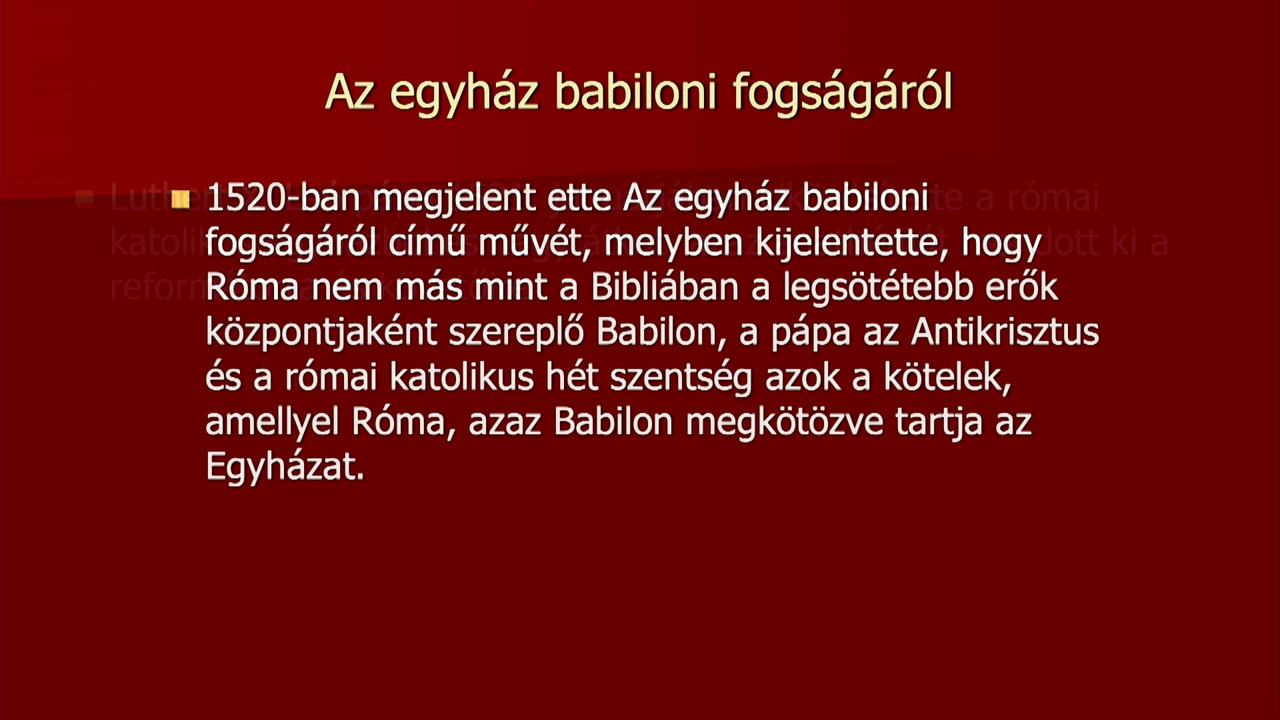 Az egyház babiloni fogságáról
1520-ban megjelent ette Az egyház babiloni
fogságáról című művét, melyben kijelentette, hogy
Róma nem más mint a Bibliában a legsötétebb erők
központjaként szereplő Babilon, a pápa az Antikrisztus
és a római katolikus hét szentség azok a kötelek,
amellyel Róma, azaz Babilon megkötözve tartja az
Egyházat.